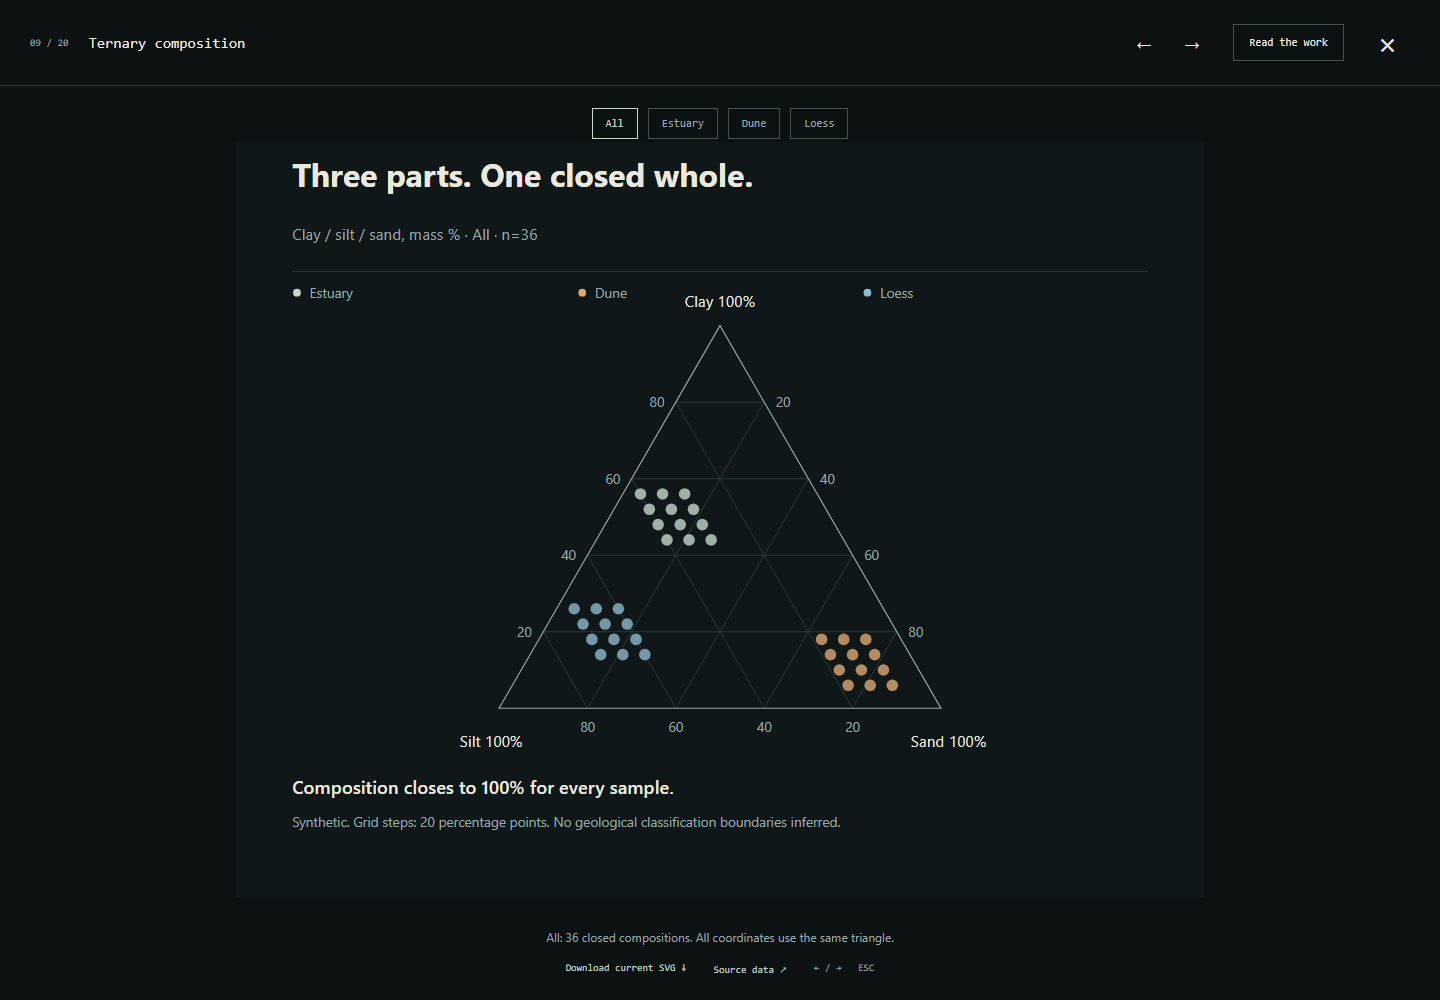 09 / 20 Ternary composition ← → Read the work ✕
All Estuary Dune Loess
Three parts. One closed whole.
Clay / silt / sand, mass % · All · n=36
Estuary Dune Loess
Clay 100%
80 20
60 40
40 60
20 80
80 60 40 20
Silt 100% Sand 100%
Composition closes to 100% for every sample.
Synthetic. Grid steps: 20 percentage points. No geological classification boundaries inferred.
All: 36 closed compositions. All coordinates use the same triangle.
Download current SVG ↓ Source data ↗ ← / → ESC